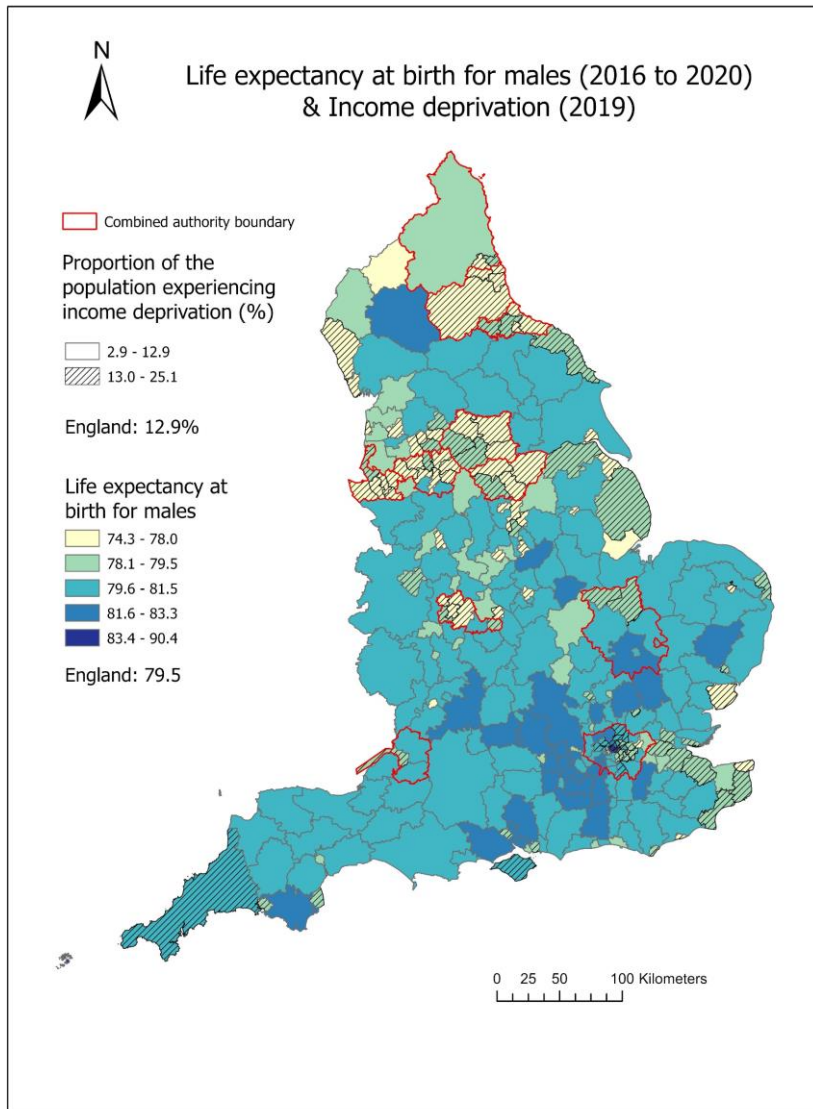 N
Life expectancy at birth for males (2016 to 2020)
& Income deprivation (2019)
Combined authority boundary
Proportion of the
population experiencing
income deprivation (%)
2.9 - 12.9
13.0 - 25.1
England: 12.9%
Life expectancy at
birth for males
74.3 - 78.0
78.1 - 79.5
79.6 - 81.5
81.6 - 83.3
83.4 - 90.4
England: 79.5
0 25 50 100 Kilometers